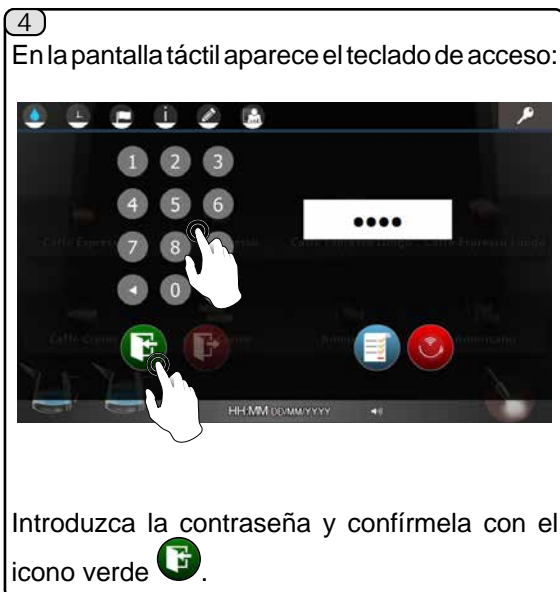 4
En la pantalla táctil aparece el teclado de acceso:
1 2 3
4 5 6
7 8
0
HH:MM DD/MM/YYYY
Introduzca la contraseña y confírmela con el
icono verde .